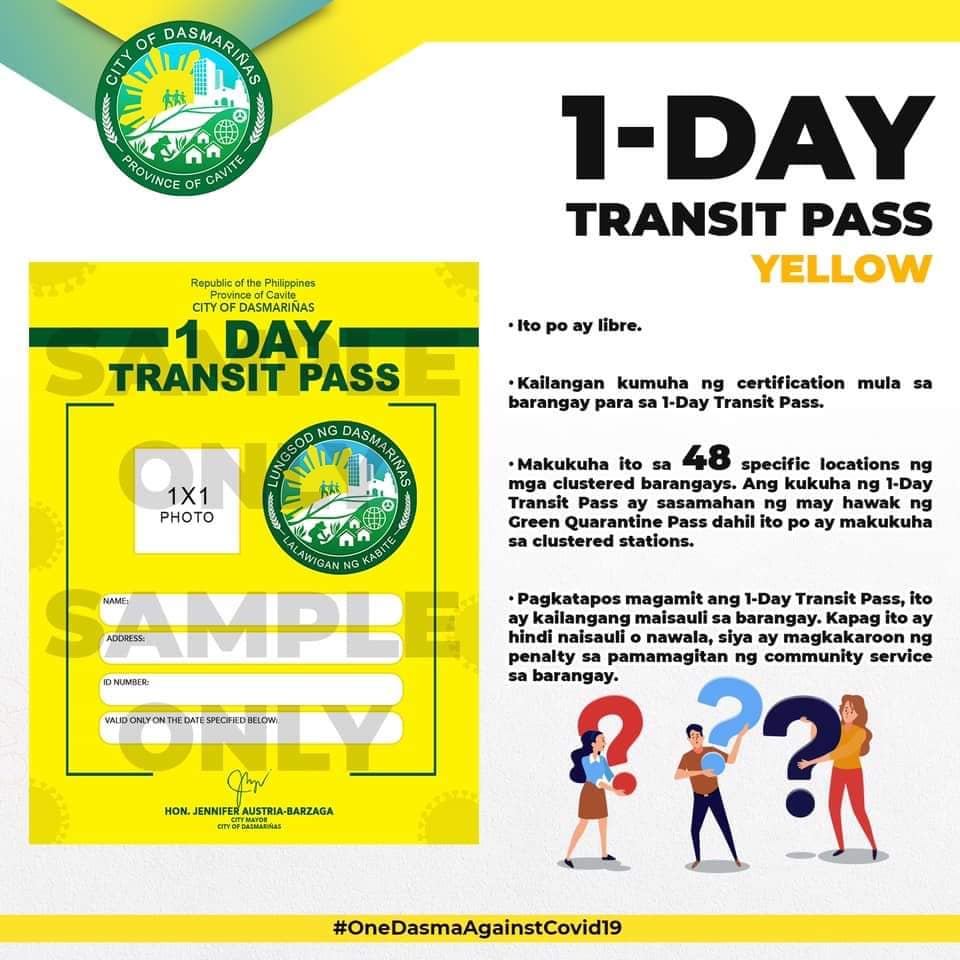 CITY OF DASMARIÑAS
PROVINCE OF CAVITE
1-DAY
TRANSIT PASS
YELLOW
Republic of the Philippines
Province of Cavite
CITY OF DASMARIÑAS
1 DAY
TRANSIT PASS
SAMPLE
ONLY
1X1
PHOTO
LUNGSOD NG DASMARIÑAS
LALAWIGAN NG KABITE
SAMPLE
ONLY
NAME:
ADDRESS:
ID NUMBER:
VALID ONLY ON THE DATE SPECIFIED BELOW:
HON. JENNIFER AUSTRIA-BARZAGA
CITY MAYOR
CITY OF DASMARIÑAS
• Ito po ay libre.
• Kailangan kumuha ng certification mula sa
barangay para sa 1-Day Transit Pass.
• Makukuha ito sa 48 specific locations ng
mga clustered barangays. Ang kukuha ng 1-Day
Transit Pass ay sasamahan ng may hawak ng
Green Quarantine Pass dahil ito po ay makukuha
sa clustered stations.
• Pagkatapos magamit ang 1-Day Transit Pass, ito
ay kailangang maisauli sa barangay. Kapag ito ay
hindi naisauli o nawala, siya ay magkakaroon ng
penalty sa pamamagitan ng community service
sa barangay.
#OneDasmaAgainstCovid19